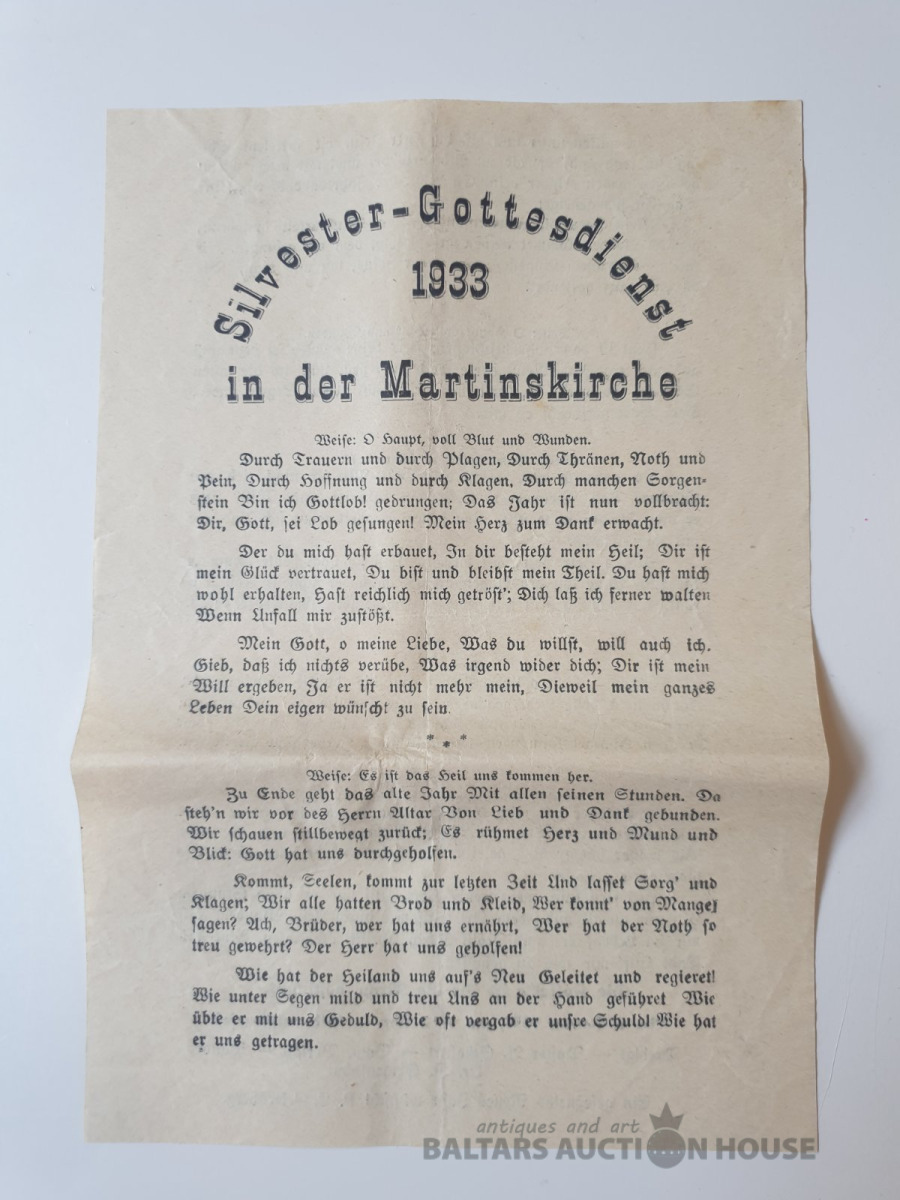 Silvester-Gottesdienst
1933
in der Martinskirche
Weise: O Haupt, voll Blut und Wunden.
Durch Trauern und durch Plagen, Durch Thränen, Noth und
Pein, Durch Hoffnung und durch Klagen, Durch manchen Sorgen-
stein Bin ich Gottlob! gedrungen; Das Jahr ist nun vollbracht:
Dir, Gott, sei Lob gesungen! Mein Herz zum Dank erwacht.
Der du mich hast erbauet, In dir besteht mein Heil; Dir ist
mein Glück vertrauet, Du bist und bleibst mein Theil. Du hast mich
wohl erhalten, Hast reichlich mich getröst'; Dich laß ich ferner walten
Wenn Unfall mir zustößt.
Mein Gott, o meine Liebe, Was du willst, will auch ich.
Gieb, daß ich nichts verübe, Was irgend wider dich; Dir ist mein
Will ergeben, Ja er ist nicht mehr mein, Dieweil mein ganzes
Leben Dein eigen wünscht zu sein.
* * *
Weise: Es ist das Heil uns kommen her.
Zu Ende geht das alte Jahr Mit allen seinen Stunden. Da
steh'n wir vor des Herrn Altar Von Lieb und Dank gebunden.
Wir schauen stillbewegt zurück; Es rühmet Herz und Mund und
Blick: Gott hat uns durchgeholfen.
Kommt, Seelen, kommt zur letzten Zeit Und lasset Sorg' und
Klagen; Wir alle hatten Brod und Kleid, Wer konnt' von Mangel
sagen? Ach, Brüder, wer hat uns ernährt, Wer hat der Noth so
treu gewehrt? Der Herr hat uns geholfen!
Wie hat der Heiland uns auf's Neu Geleitet und regieret!
Wie unter Segen mild und treu Uns an der Hand geführet Wie
übte er mit uns Geduld, Wie oft vergab er unsre Schuld! Wie hat
er uns getragen.
antiques and art
BALTARS AUCTION HOUSE